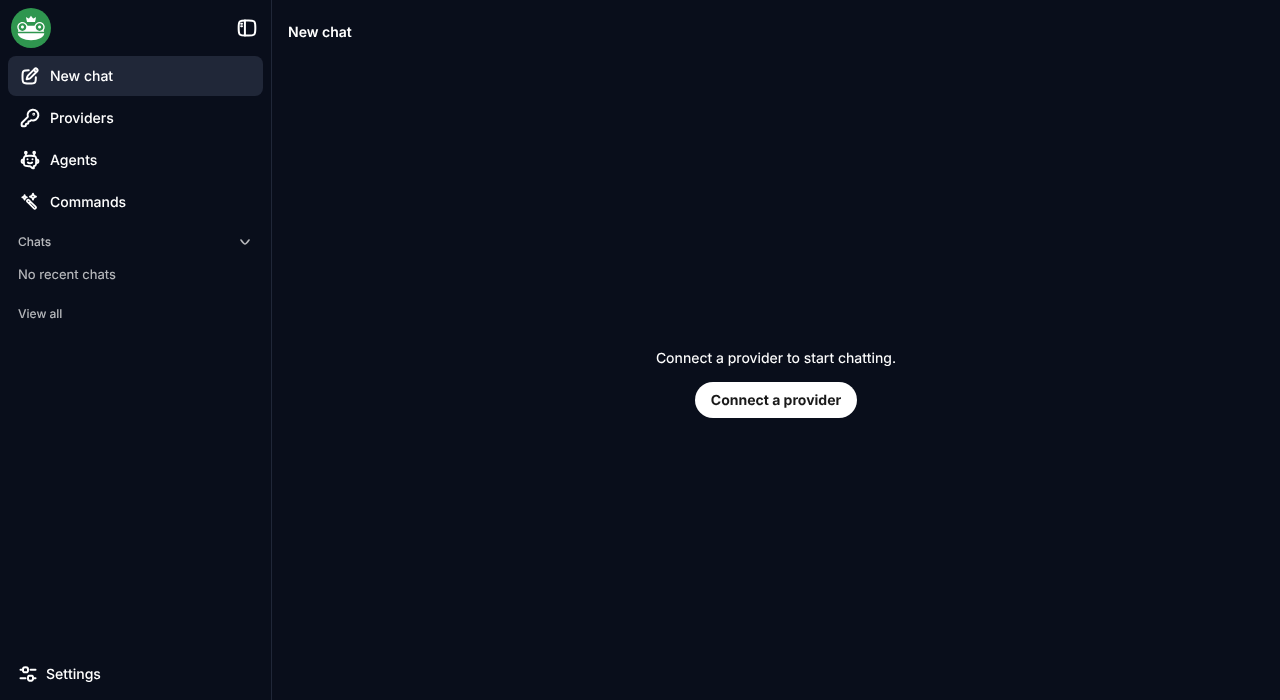 New chat
Providers
Agents
Commands
Chats
No recent chats
View all
Settings
New chat
Connect a provider to start chatting.
Connect a provider